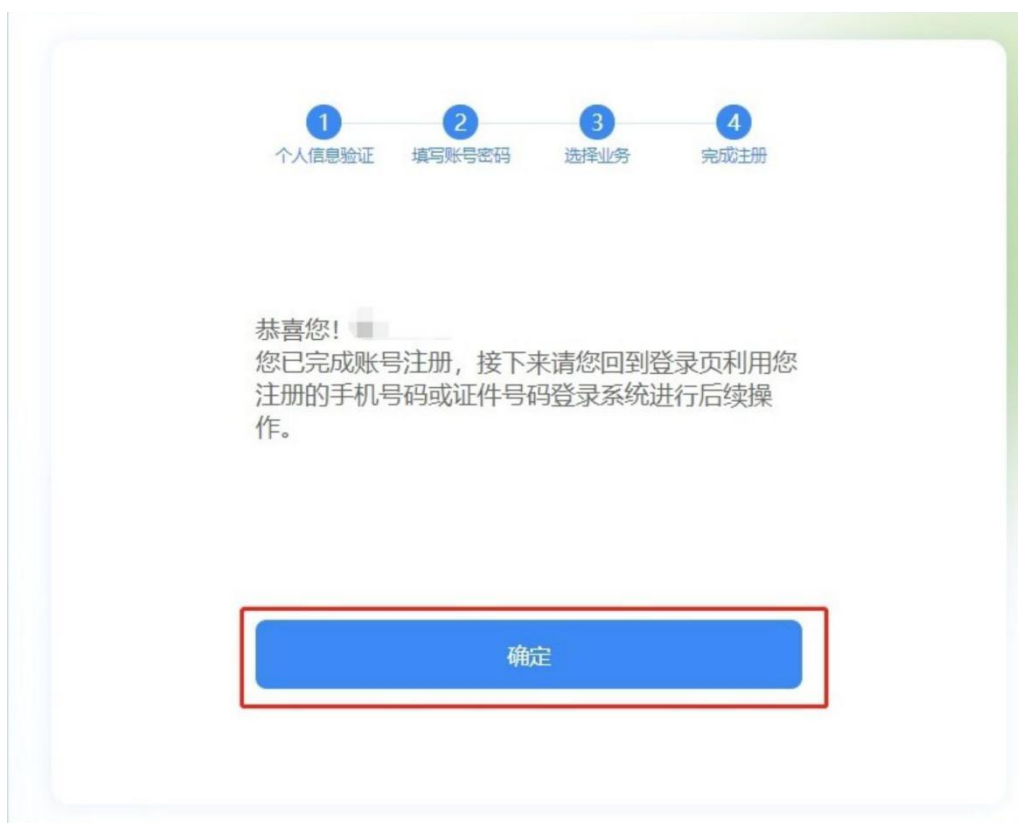 1 2 3 4
个人信息验证 填写账号密码 选择业务 完成注册
恭喜您!
您已完成账号注册，接下来请您回到登录页利用您
注册的手机号码或证件号码登录系统进行后续操
作。
确定